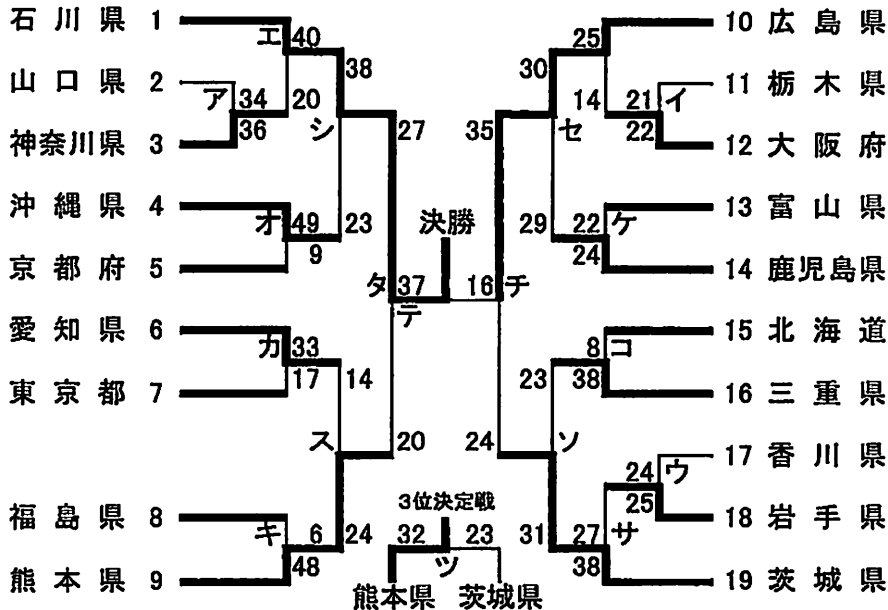 石川県 1 エ 40 25 10 広島県
38 30
山口県 2 ア 34 20 14 21 イ 11 栃木県
神奈川県 3 36 シ 27 35 セ 22 12 大阪府
沖縄県 4 オ 49 23 決勝 29 22 ケ 13 富山県
京都府 5 9 24 14 鹿児島県
タ 37 テ 16 チ
愛知県 6 カ 33 8 コ 15 北海道
東京都 7 17 14 23 38 16 三重県
ス 20 24 ソ 24 ウ 17 香川県
福島県 8 キ 6 24 3位決定戦 31 27 サ 25 18 岩手県
32 ツ 23
熊本県 9 48 熊本県 茨城県 38 19 茨城県